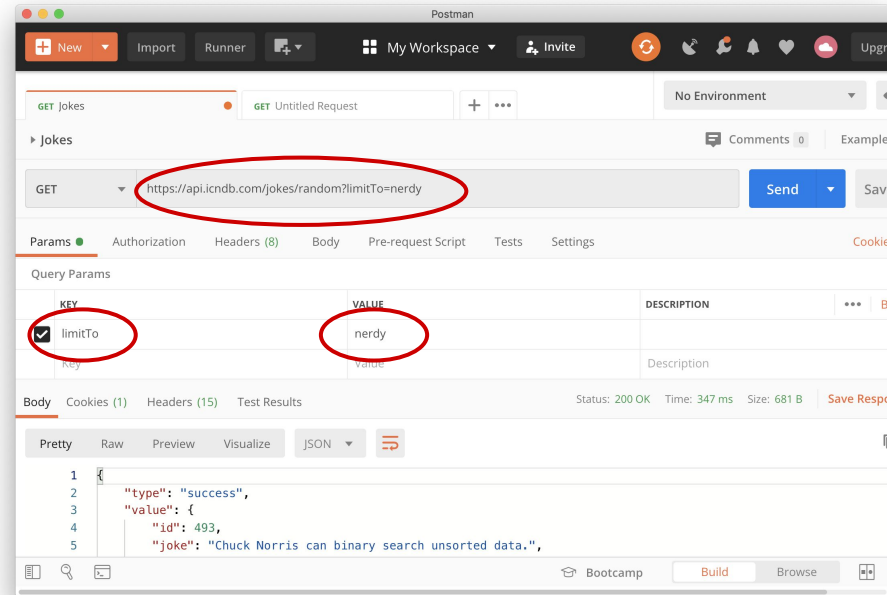 Postman
New Import Runner My Workspace Invite Upgr
GET Jokes GET Untitled Request + ••• No Environment
Jokes Comments 0 Example
GET https://api.icndb.com/jokes/random?limitTo=nerdy Send Sav
Params Authorization Headers (8) Body Pre-request Script Tests Settings Cookie
Query Params
KEY VALUE DESCRIPTION ••• B
limitTo nerdy
Key Value Description
Body Cookies (1) Headers (15) Test Results Status: 200 OK Time: 347 ms Size: 681 B Save Respo
Pretty Raw Preview Visualize JSON
1 {
2 "type": "success",
3 "value": {
4 "id": 493,
5 "joke": "Chuck Norris can binary search unsorted data.",
Bootcamp Build Browse